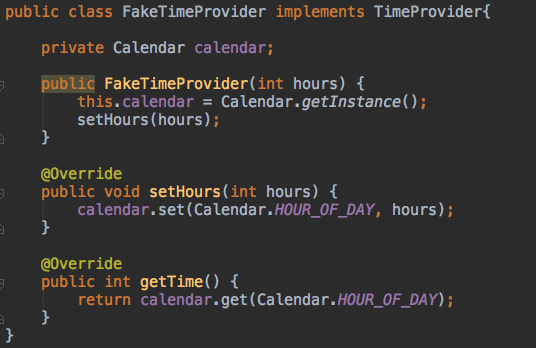 public class FakeTimeProvider implements TimeProvider{
private Calendar calendar;
public FakeTimeProvider(int hours) {
this.calendar = Calendar.getInstance();
setHours(hours);
}
@Override
public void setHours(int hours) {
calendar.set(Calendar.HOUR_OF_DAY, hours);
}
@Override
public int getTime() {
return calendar.get(Calendar.HOUR_OF_DAY);
}
}